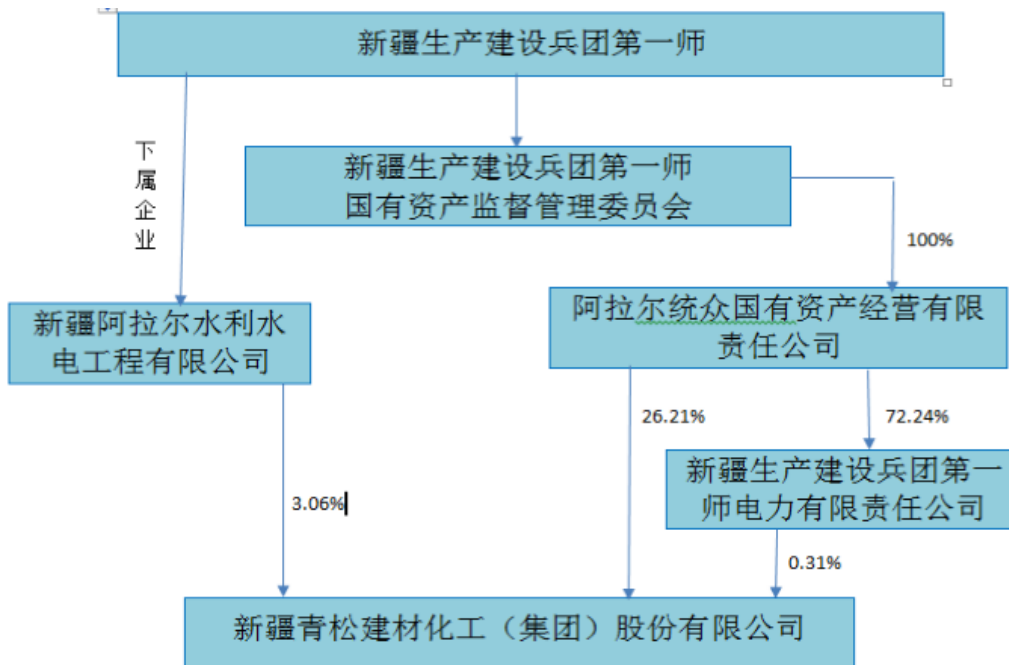 新疆生产建设兵团第一师
下属企业
新疆生产建设兵团第一师
国有资产监督管理委员会
100%
新疆阿拉尔水利水
电工程有限公司
阿拉尔统众国有资产经营有限
责任公司
26.21%
72.24%
新疆生产建设兵团第一
师电力有限责任公司
3.06%
0.31%
新疆青松建材化工（集团）股份有限公司